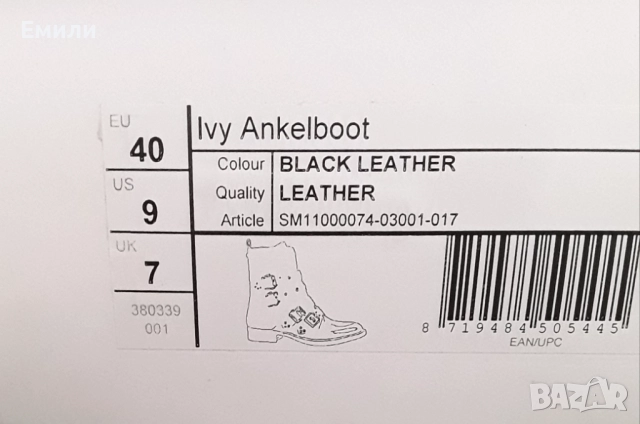 Емили
EU
40
US
9
UK
7
380339
001
Ivy Ankelboot
Colour BLACK LEATHER
Quality LEATHER
Article SM11000074-03001-017
8 719484 505445
EAN/UPC
BAZAR